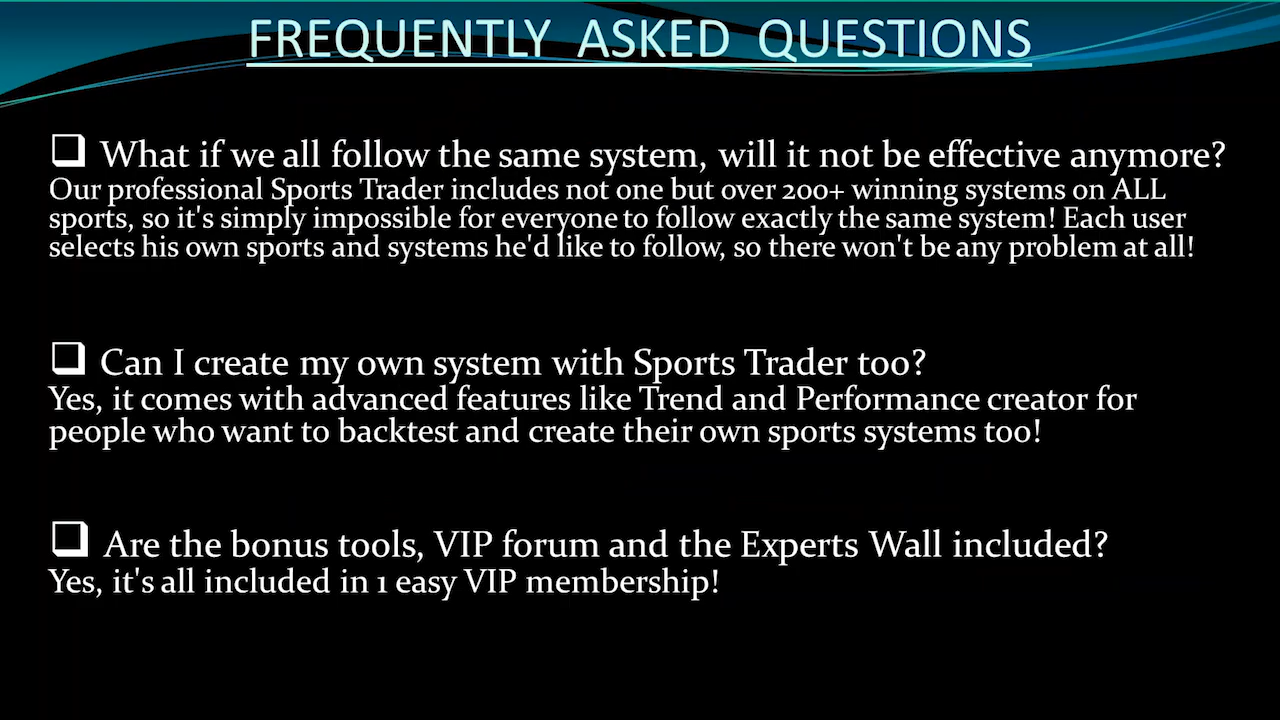 FREQUENTLY ASKED QUESTIONS
❑ What if we all follow the same system, will it not be effective anymore?
Our professional Sports Trader includes not one but over 200+ winning systems on ALL
sports, so it's simply impossible for everyone to follow exactly the same system! Each user
selects his own sports and systems he'd like to follow, so there won't be any problem at all!
❑ Can I create my own system with Sports Trader too?
Yes, it comes with advanced features like Trend and Performance creator for
people who want to backtest and create their own sports systems too!
❑ Are the bonus tools, VIP forum and the Experts Wall included?
Yes, it's all included in 1 easy VIP membership!